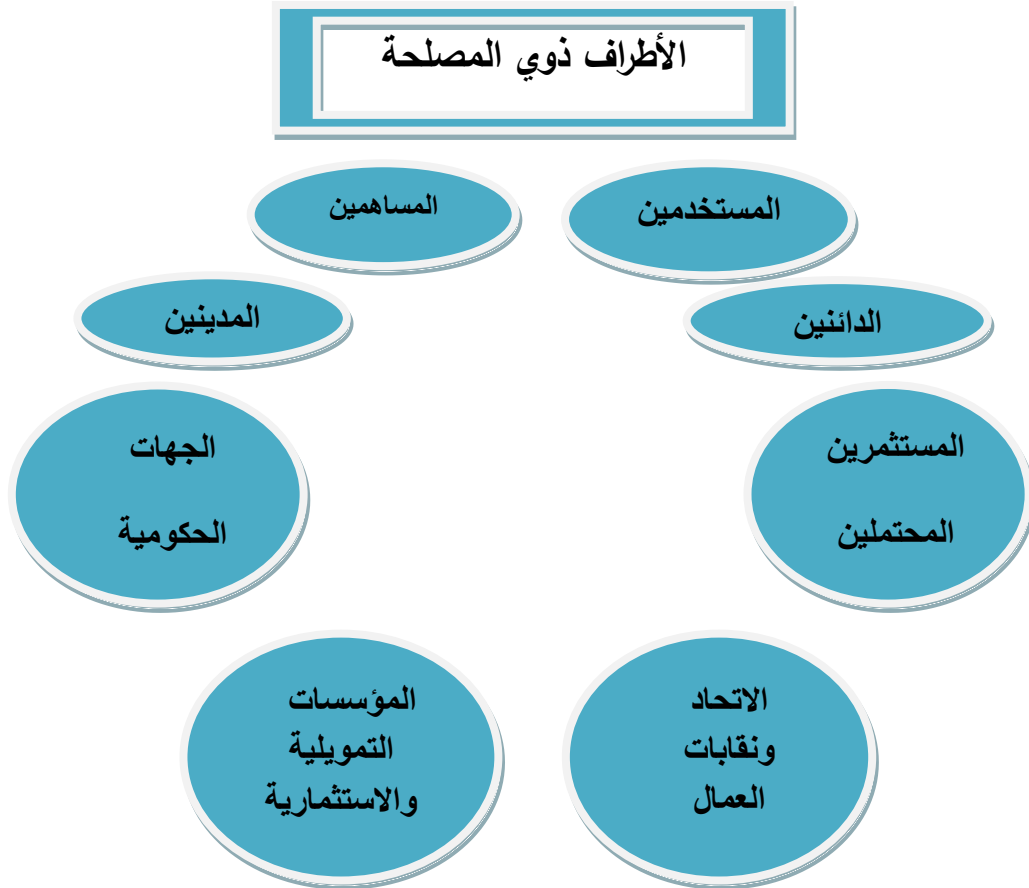 الأطراف ذوي المصلحة
المستخدمين
المساهمين
الدائنين
المدينين
المستثمرين
المحتملين
الجهات
الحكومية
الاتحاد
ونقابات
العمال
المؤسسات
التمويلية
والاستثمارية